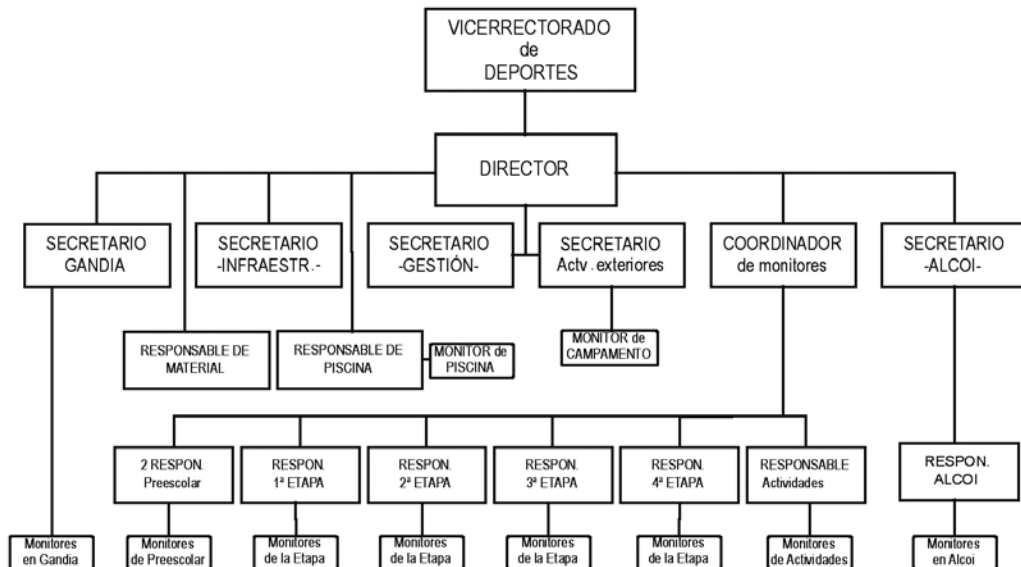 VICERRECTORADO
de
DEPORTES
DIRECTOR
SECRETARIO
GANDIA
SECRETARIO
-INFRAESTR.-
SECRETARIO
-GESTIÓN-
SECRETARIO
Actv. exteriores
COORDINADOR
de monitores
SECRETARIO
-ALCOI-
RESPONSABLE DE
MATERIAL
RESPONSABLE DE
PISCINA
MONITOR de
PISCINA
MONITOR de
CAMPAMENTO
2 RESPON.
Preescolar
RESPON.
1ª ETAPA
RESPON.
2ª ETAPA
RESPON.
3ª ETAPA
RESPON.
4ª ETAPA
RESPONSABLE
Actividades
RESPON.
ALCOI
Monitores
en Gandia
Monitores
de Preescolar
Monitores
de la Etapa
Monitores
de la Etapa
Monitores
de la Etapa
Monitores
de la Etapa
Monitores
de Actividades
Monitores
en Alcoi